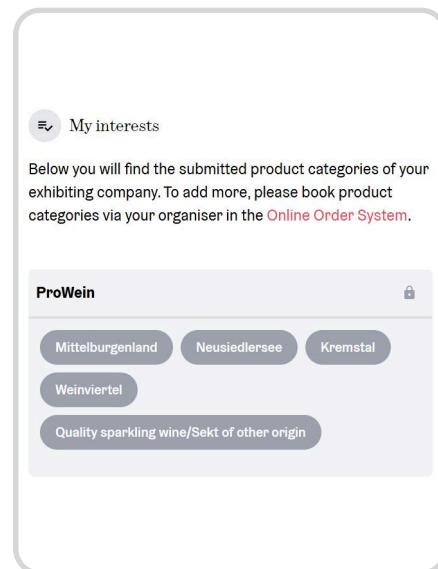 My interests
Below you will find the submitted product categories of your
exhibiting company. To add more, please book product
categories via your organiser in the Online Order System.
ProWein
Mittelburgenland Neusiedlersee Kremstal
Weinviertel
Quality sparkling wine/Sekt of other origin